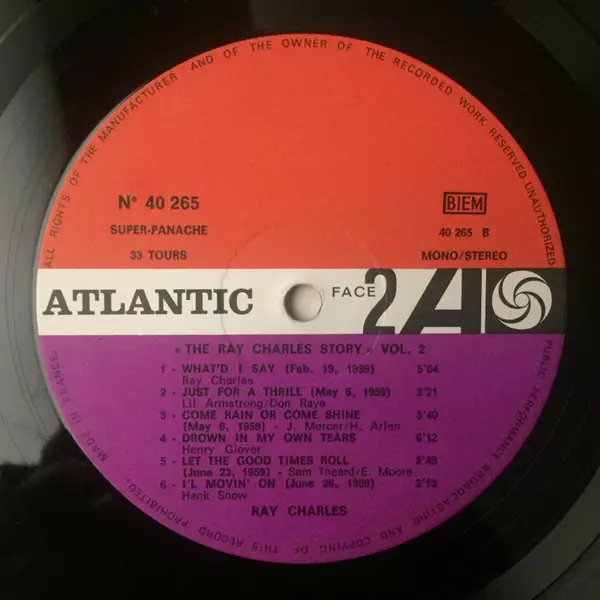 ALL RIGHTS OF THE MANUFACTURER AND OF THE OWNER OF THE RECORDED WORK RESERVED UNAUTHORIZED
PUBLIC PERFORMANCE BROADCASTING AND COPYING OF THIS RECORD PROHIBITED. MADE IN FRANCE.
N° 40 265
BIEM
SUPER-PANACHE
40 265 B
33 TOURS
MONO/STEREO
ATLANTIC
FACE 2
A
« THE RAY CHARLES STORY » VOL. 2
1 - WHAT'D I SAY (Feb. 19, 1959) 5'04
Ray Charles
2 - JUST FOR A THRILL (May 6, 1959) 3'21
Lil Armstrong/Don Raye
3 - COME RAIN OR COME SHINE 3'40
(May 6, 1959) - J. Mercer/H. Arlen
4 - DROWN IN MY OWN TEARS 6'12
Henry Glover
5 - LET THE GOOD TIMES ROLL 2'49
(June 23, 1959) - Sam Theard/E. Moore
6 - I'L MOVIN' ON (June 26, 1959) 2'13
Hank Snow
RAY CHARLES